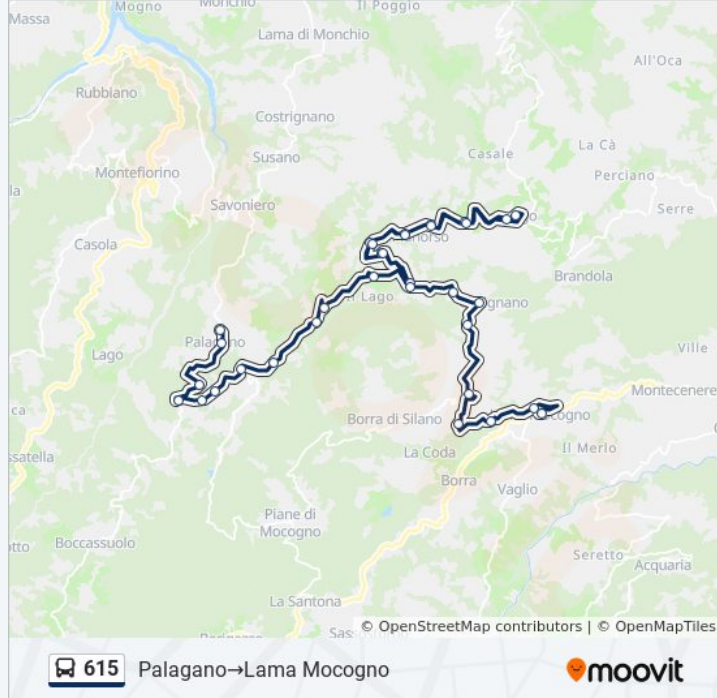 Massa
Mogno
Monchio
Il Poggio
Lama di Monchio
All'Oca
Rubbiano
Costrignano
La Cà
Susano
Casale
Montefiorino
Perciano
Savoniero
Serre
Casola
Brandola
Lago
Palagano
Ville
Lago
Montecenere
Borra di Silano
La Coda
Il Merlo
Borra
Vaglio
Piane di
Mocogno
Boccassuolo
Seretto
Acquaria
La Santona
© OpenStreetMap contributors | © OpenMapTiles
615 Palagano→Lama Mocogno
moovit